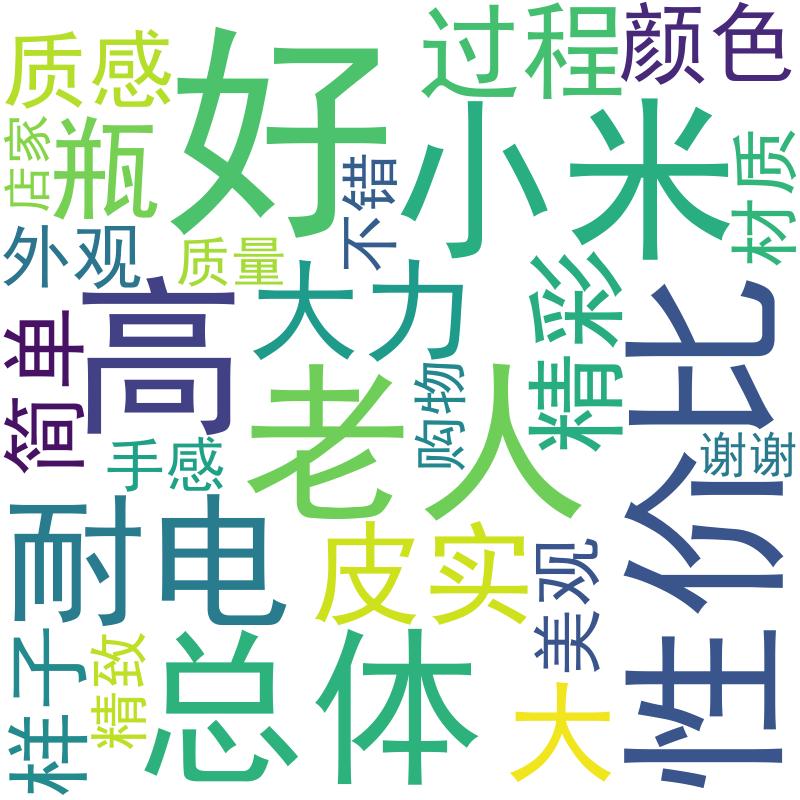 质感
好
过程
颜色
店家
瓶
不错
小米
材质
外观
质量
高
大力
精彩
性价比
简单
老人
购物
手感
谢谢
耐电
皮实
美观
样子
精致
总体
大